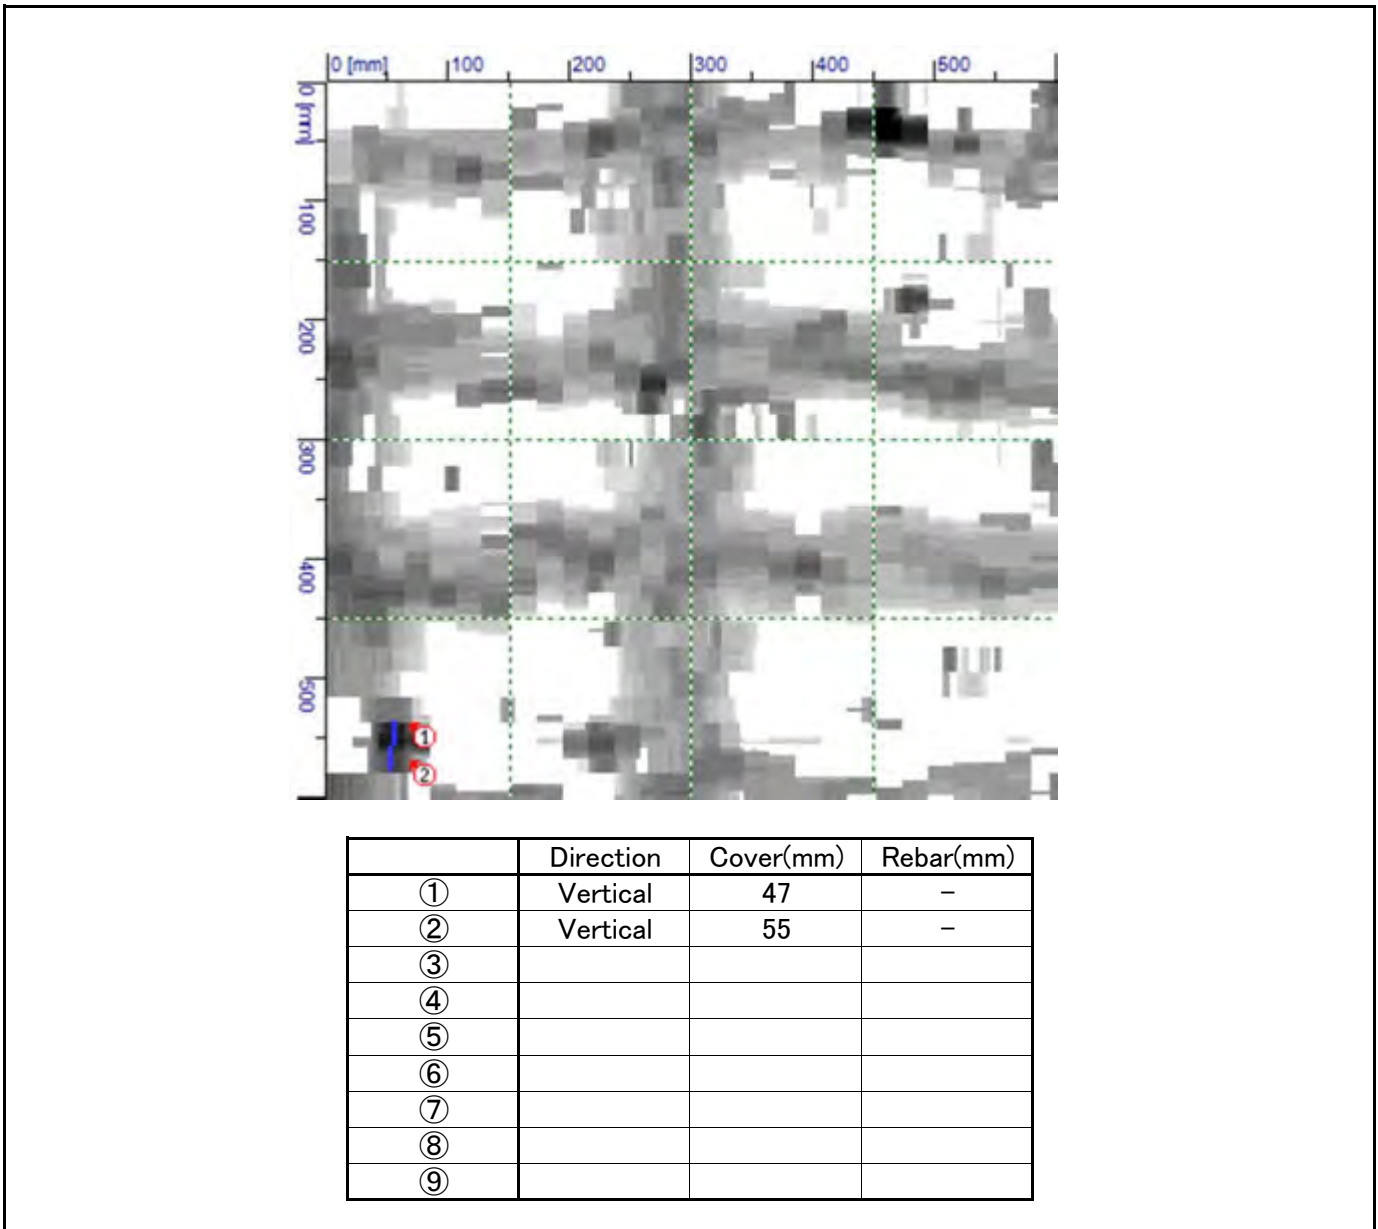 0 [mm] 100 200 300 400 500
0 [mm]
100
200
300
400
500
①
②
Direction Cover(mm) Rebar(mm)
① Vertical 47 -
② Vertical 55 -
③
④
⑤
⑥
⑦
⑧
⑨